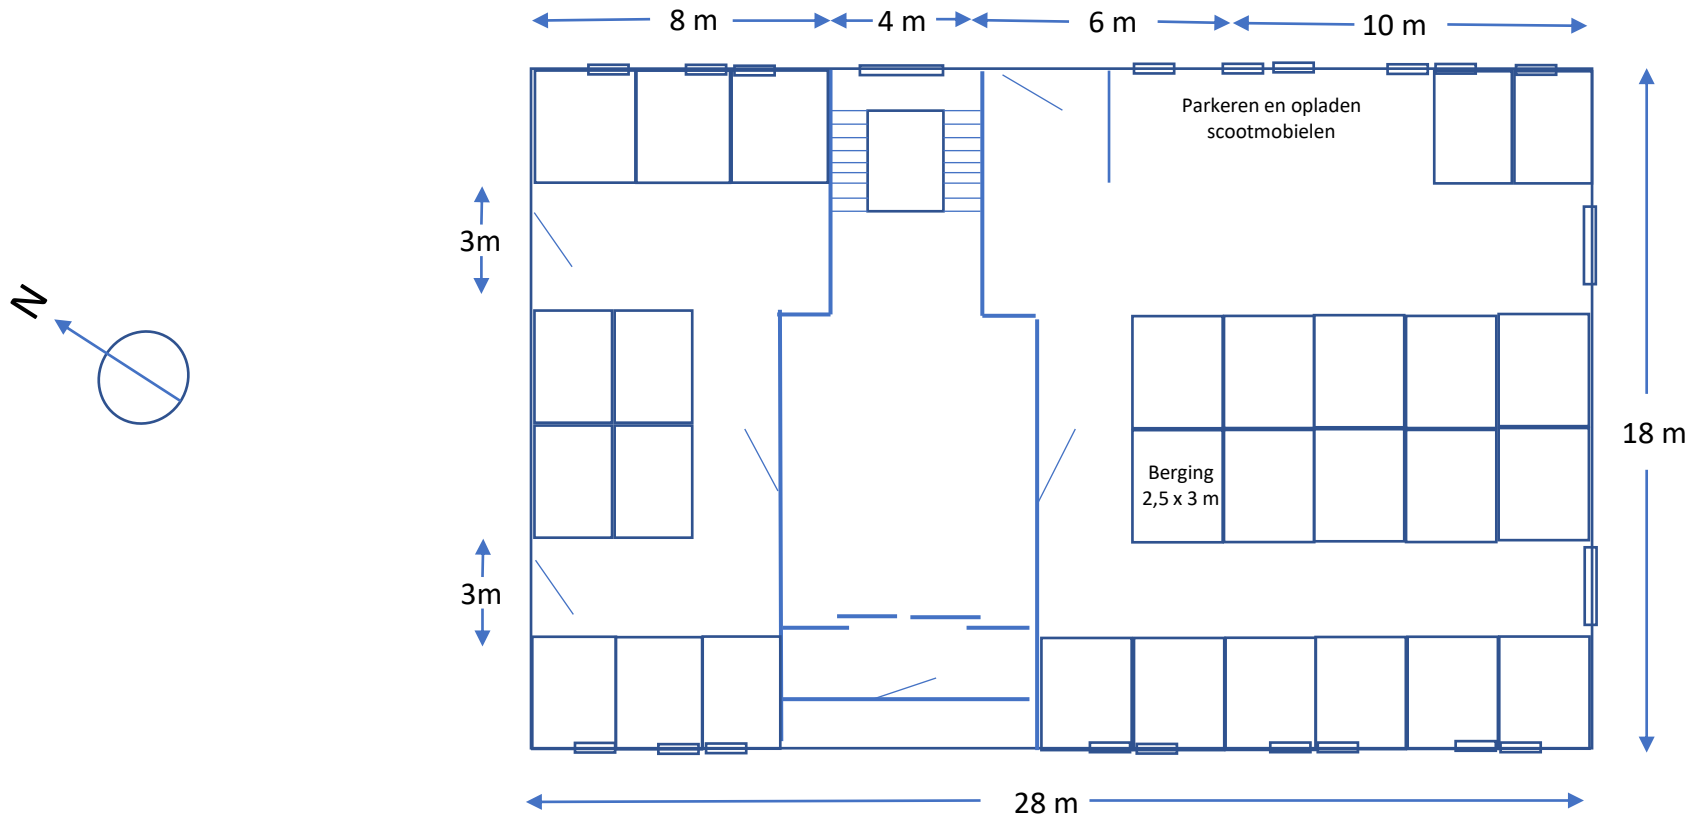 8 m
4 m
6 m
10 m
Parkeren en opladen
scootmobielen
3m
N
18 m
Berging
2,5 x 3 m
3m
28 m